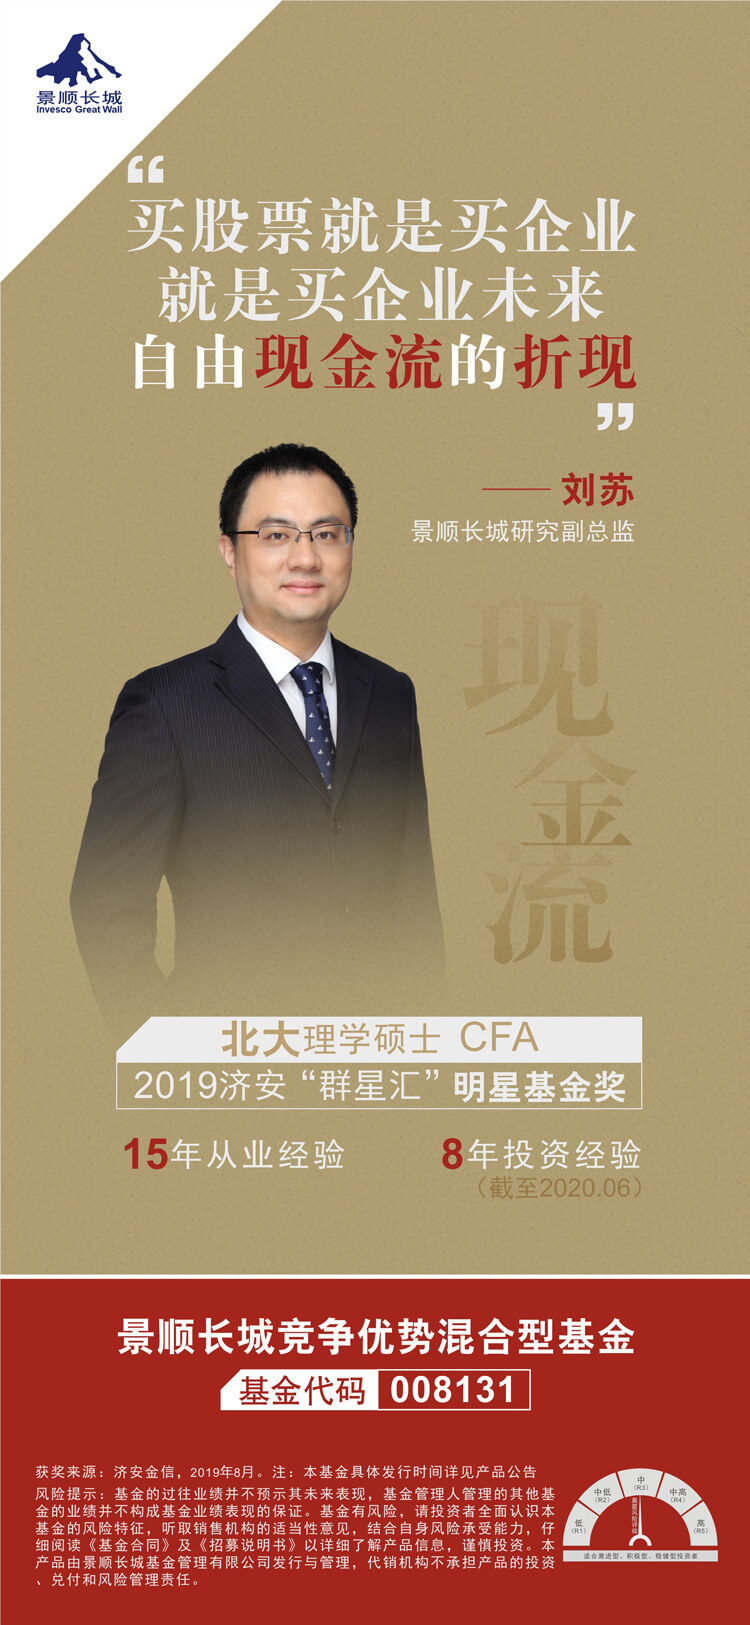 景顺长城
Invesco Great Wall
“
买股票就是买企业
就是买企业未来
自由现金流的折现
”
—— 刘苏
景顺长城研究副总监
现金流
北大理学硕士 CFA
2019济安“群星汇”明星基金奖
15年从业经验 8年投资经验
（截至2020.06）
景顺长城竞争优势混合型基金
基金代码 008131
获奖来源：济安金信，2019年8月。注：本基金具体发行时间详见产品公告
风险提示：基金的过往业绩并不预示其未来表现，基金管理人管理的其他基
金的业绩并不构成基金业绩表现的保证。基金有风险，请投资者全面认识本
基金的风险特征，听取销售机构的适当性意见，结合自身风险承受能力，仔
细阅读《基金合同》及《招募说明书》以详细了解产品信息，谨慎投资。本
产品由景顺长城基金管理有限公司发行与管理，代销机构不承担产品的投资
、兑付和风险管理责任。
低
(R1)
中低
(R2)
中
(R3)
中高
(R4)
高
(R5)
适合激进型、积极型、稳健型投资者